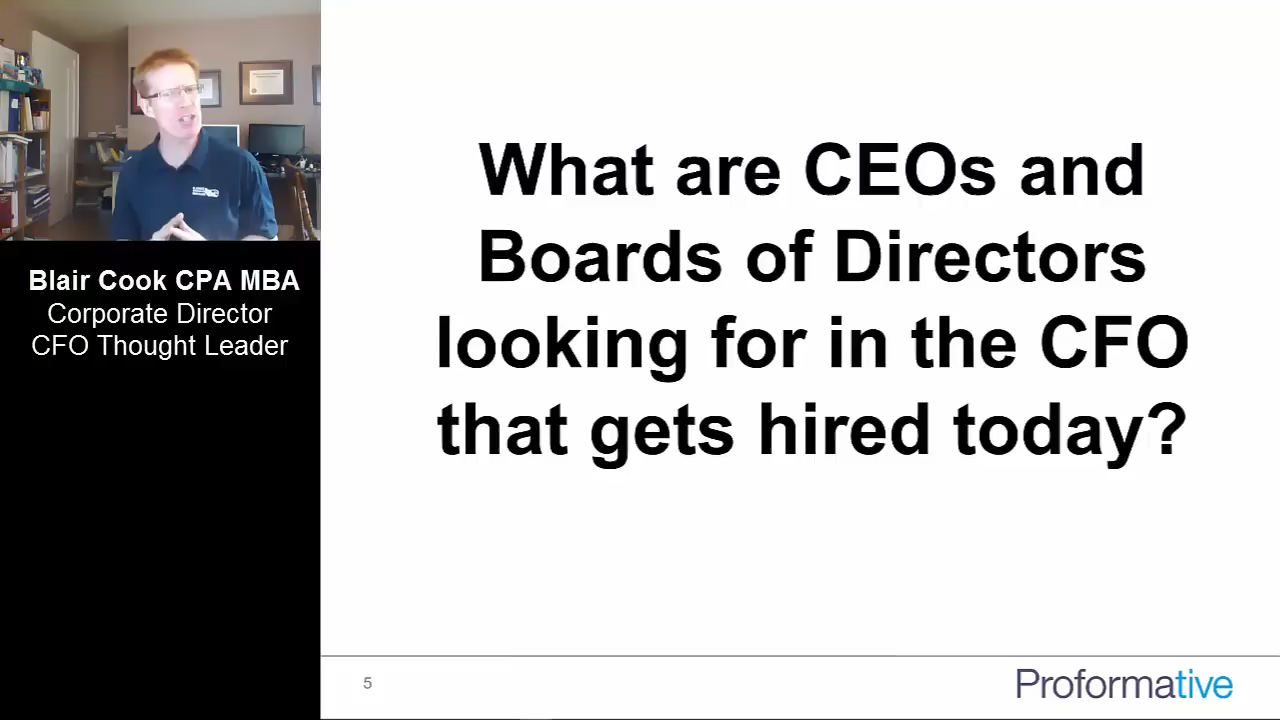 Blair Cook CPA MBA
Corporate Director
CFO Thought Leader
What are CEOs and
Boards of Directors
looking for in the CFO
that gets hired today?
5
Proformative